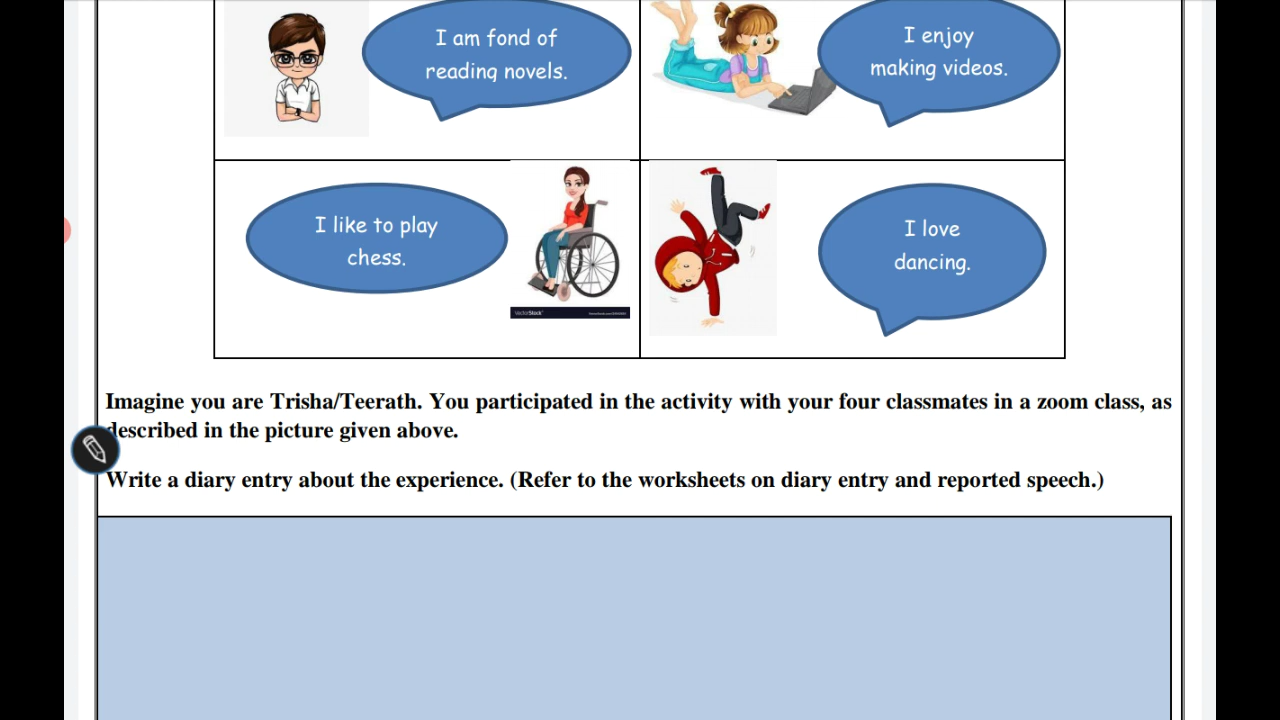 I am fond of
reading novels.
I enjoy
making videos.
I like to play
chess.
VectorStock
I love
dancing.
Imagine you are Trisha/Teerath. You participated in the activity with your four classmates in a zoom class, as
described in the picture given above.
Write a diary entry about the experience. (Refer to the worksheets on diary entry and reported speech.)